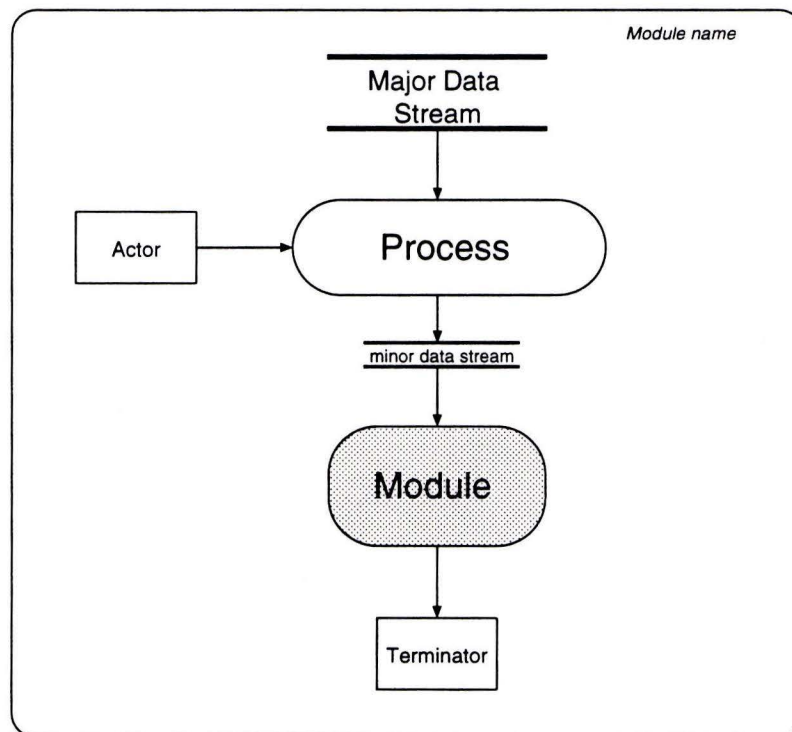 Module name
Major Data
Stream
Actor
Process
minor data stream
Module
Terminator